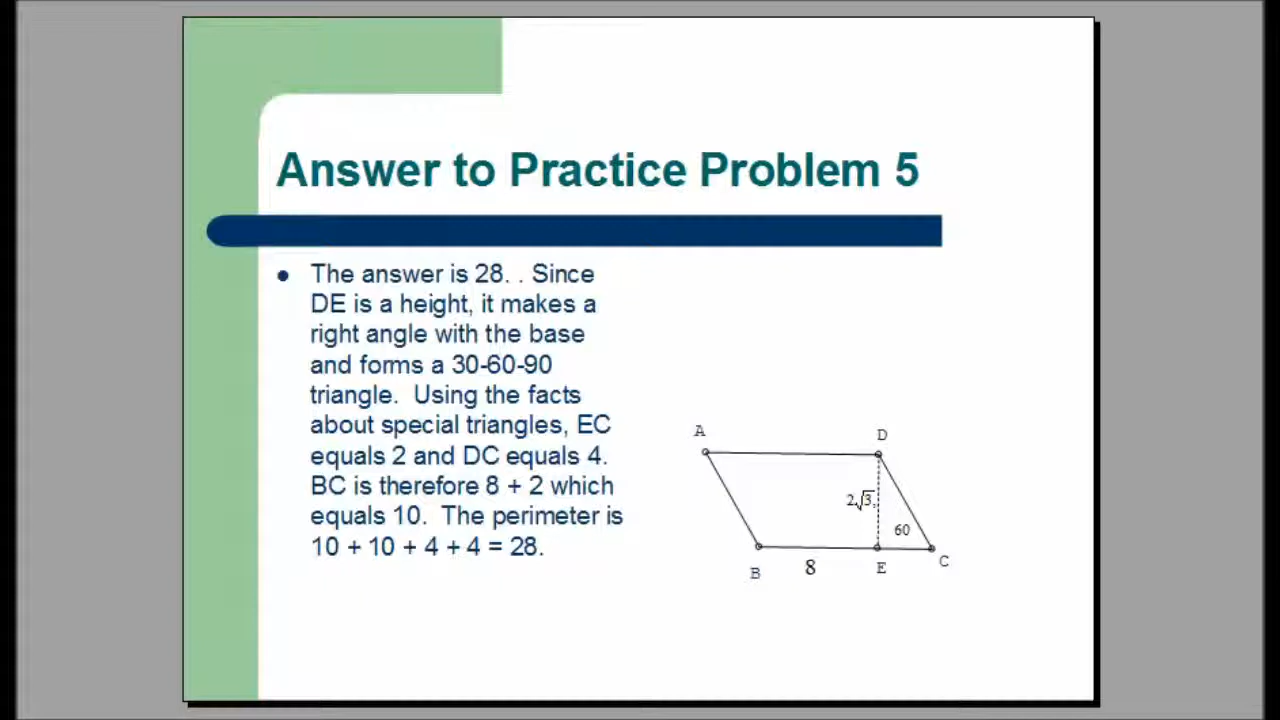 Answer to Practice Problem 5
● The answer is 28. . Since
DE is a height, it makes a
right angle with the base
and forms a 30-60-90
triangle. Using the facts
about special triangles, EC
equals 2 and DC equals 4.
BC is therefore 8 + 2 which
equals 10. The perimeter is
10 + 10 + 4 + 4 = 28.
A
D
2√3,
60
B
8
E
C